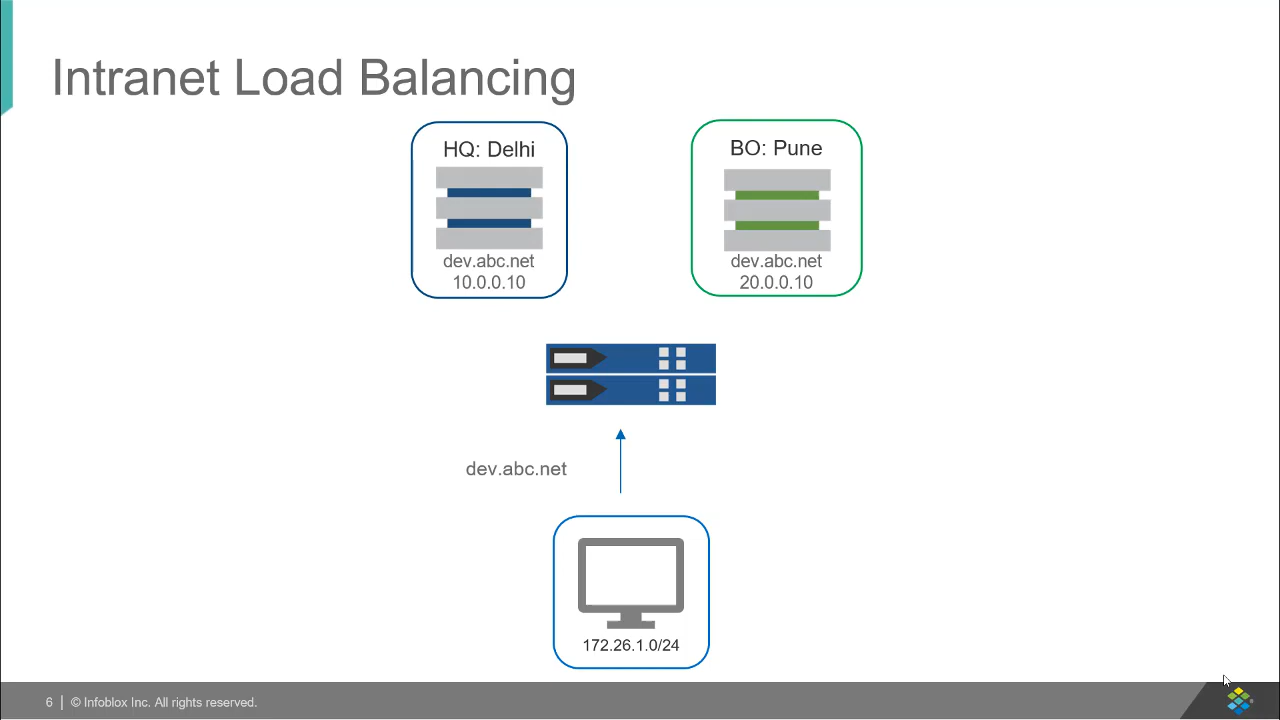 Intranet Load Balancing
HQ: Delhi
dev.abc.net
10.0.0.10
BO: Pune
dev.abc.net
20.0.0.10
dev.abc.net
172.26.1.0/24
6 | © Infoblox Inc. All rights reserved.